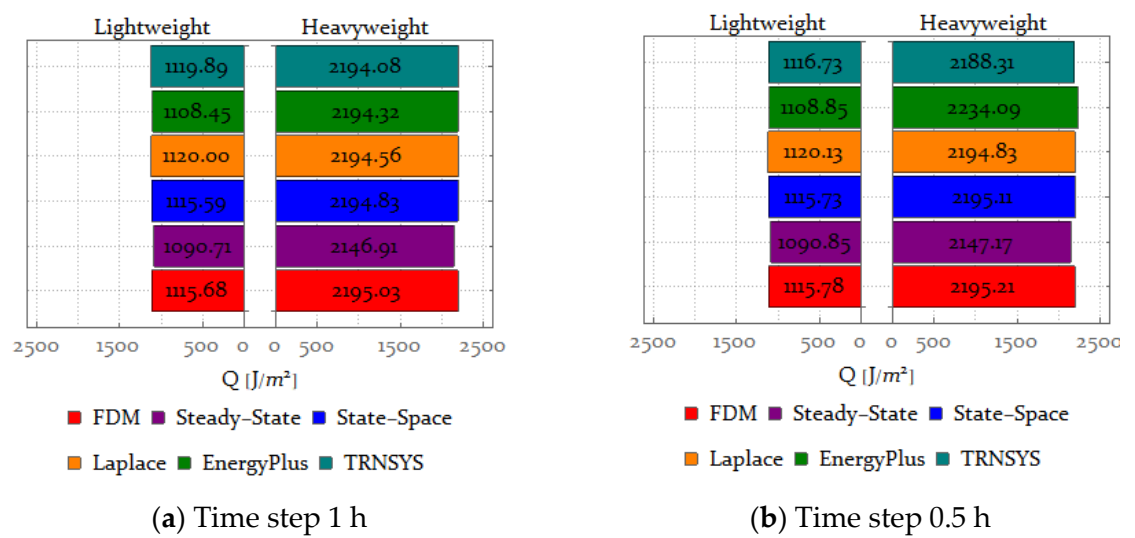 Lightweight Heavyweight
1119.89 2194.08
1108.45 2194.32
1120.00 2194.56
1115.59 2194.83
1090.71 2146.91
1115.68 2195.03
2500 1500 500 0 0 500 1500 2500
Q [J/m²]
FDM Steady-State State-Space
Laplace EnergyPlus TRNSYS
(a) Time step 1 h
Lightweight Heavyweight
1116.73 2188.31
1108.85 2234.09
1120.13 2194.83
1115.73 2195.11
1090.85 2147.17
1115.78 2195.21
2500 1500 500 0 0 500 1500 2500
Q [J/m²]
FDM Steady-State State-Space
Laplace EnergyPlus TRNSYS
(b) Time step 0.5 h